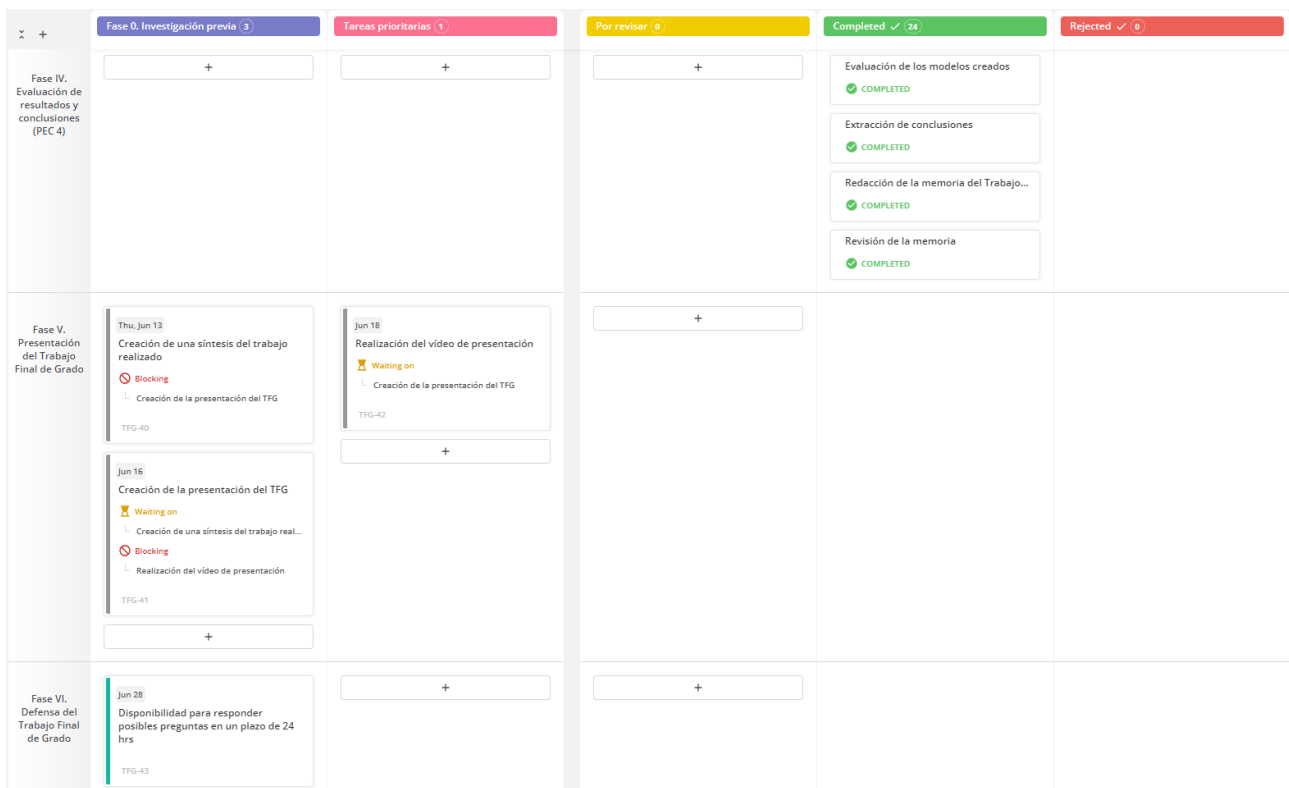 Fase 0. Investigación previa 3
Tareas prioritarias 1
Por revisar 0
Completed 24
Rejected 0
Fase IV.
Evaluación de
resultados y
conclusiones
(PEC 4)
Evaluación de los modelos creados
COMPLETED
Extracción de conclusiones
COMPLETED
Redacción de la memoria del Trabajo...
COMPLETED
Revisión de la memoria
COMPLETED
Fase V.
Presentación
del Trabajo
Final de Grado
Thu, Jun 13
Creación de una síntesis del trabajo
realizado
Blocking
Creación de la presentación del TFG
TFG-40
Jun 16
Creación de la presentación del TFG
Waiting on
Creación de una síntesis del trabajo real...
Blocking
Realización del vídeo de presentación
TFG-41
Jun 18
Realización del vídeo de presentación
Waiting on
Creación de la presentación del TFG
TFG-42
Fase VI.
Defensa del
Trabajo Final
de Grado
Jun 28
Disponibilidad para responder
posibles preguntas en un plazo de 24
hrs
TFG-43